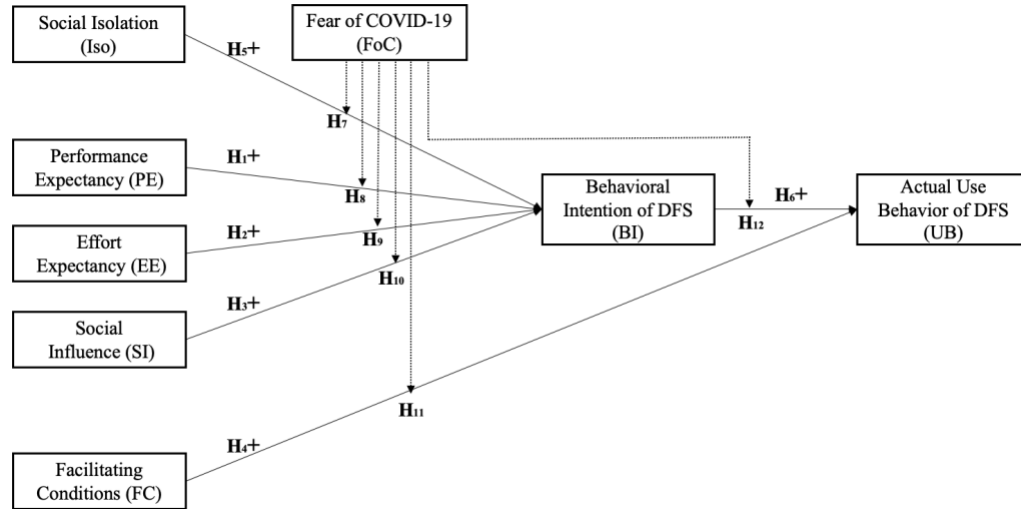 Social Isolation
(Iso)
Fear of COVID-19
(FoC)
H₅+
H₇
Performance
Expectancy (PE)
H₁+
H₈
Effort
Expectancy (EE)
H₂+
H₉
Social
Influence (SI)
H₃+
H₁₀
Behavioral
Intention of DFS
(BI)
H₆+
H₁₂
Actual Use
Behavior of DFS
(UB)
H₁₁
Facilitating
Conditions (FC)
H₄+